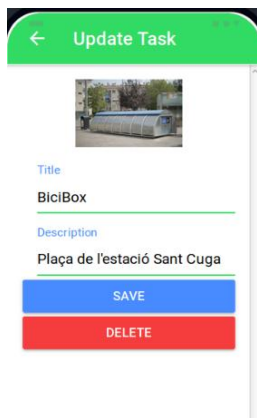 Update Task
Title
BiciBox
Description
Plaça de l'estació Sant Cuga
SAVE
DELETE